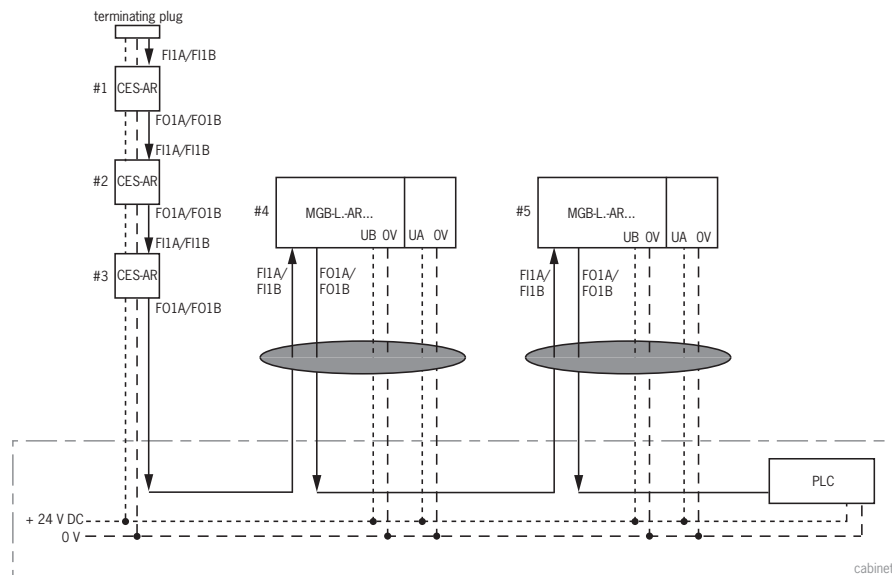 terminating plug
FI1A/FI1B
#1 CES-AR
FO1A/FO1B
FI1A/FI1B
#2 CES-AR
FO1A/FO1B
FI1A/FI1B
#3 CES-AR
FO1A/FO1B
#4 MGB-L.-AR...
UB 0V UA 0V
FI1A/
FI1B
FO1A/
FO1B
#5 MGB-L.-AR...
UB 0V UA 0V
FI1A/
FI1B
FO1A/
FO1B
PLC
+ 24 V DC
0 V
cabinet